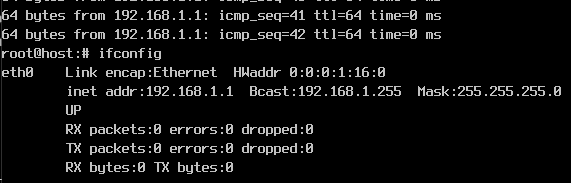 64 bytes from 192.168.1.1: icmp_seq=41 ttl=64 time=0 ms
64 bytes from 192.168.1.1: icmp_seq=42 ttl=64 time=0 ms
root@host:# ifconfig
eth0 Link encap:Ethernet HWaddr 0:0:0:1:16:0
inet addr:192.168.1.1 Bcast:192.168.1.255 Mask:255.255.255.0
UP
RX packets:0 errors:0 dropped:0
TX packets:0 errors:0 dropped:0
RX bytes:0 TX bytes:0